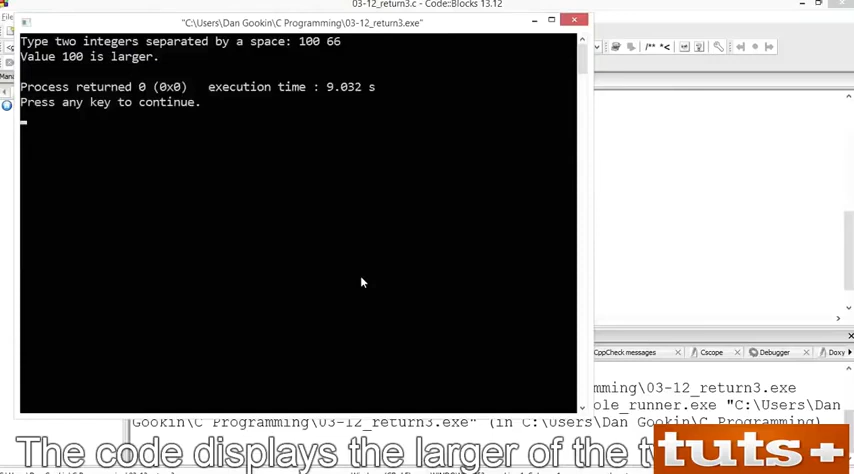 03-12_return3.c - Code::Blocks 13.12
"C:\Users\Dan Gookin\C Programming\03-12_return3.exe"
File
Type two integers separated by a space: 100 66
Value 100 is larger.
Mana
Process returned 0 (0x0) execution time : 9.032 s
Press any key to continue.
/** *<
CppCheck messages
Cscope
Debugger
Doxy
mming\03-12_return3.exe
ole_runner.exe "C:\Users\Dan
Gookin\C Programming\03-12_return3.exe" (in C:\Users\Dan Gookin\C Programming)
The code displays the larger of the
tuts+